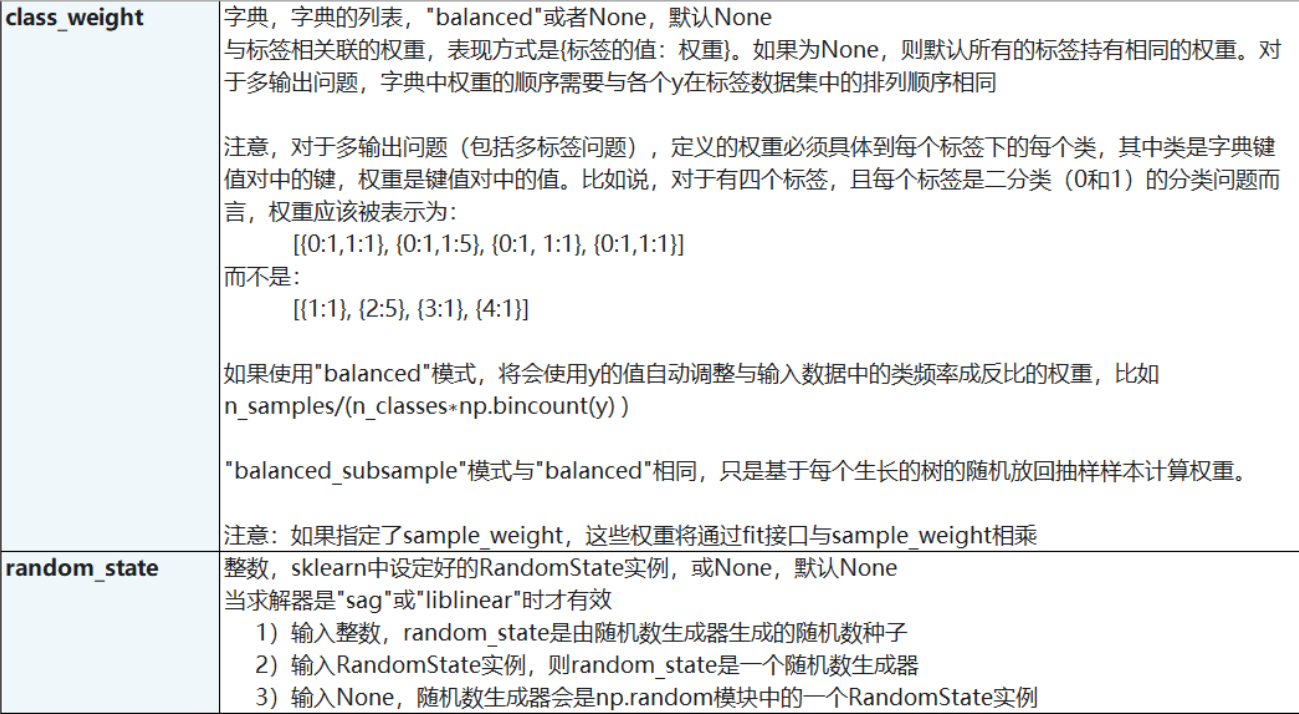 class_weight
字典，字典的列表，"balanced"或者None，默认None
与标签相关联的权重，表现方式是{标签的值：权重}。如果为None，则默认所有的标签持有相同的权重。对
于多输出问题，字典中权重的顺序需要与各个y在标签数据集中的排列顺序相同
注意，对于多输出问题（包括多标签问题），定义的权重必须具体到每个标签下的每个类，其中类是字典键
值对中的键，权重是键值对中的值。比如说，对于有四个标签，且每个标签是二分类（0和1）的分类问题而
言，权重应该被表示为：
[{0:1,1:1}, {0:1,1:5}, {0:1, 1:1}, {0:1,1:1}]
而不是：
[{1:1}, {2:5}, {3:1}, {4:1}]
如果使用"balanced"模式，将会使用y的值自动调整与输入数据中的类频率成反比的权重，比如
n_samples/(n_classes*np.bincount(y) )
"balanced_subsample"模式与"balanced"相同，只是基于每个生长的树的随机放回抽样样本计算权重。
注意：如果指定了sample_weight，这些权重将通过fit接口与sample_weight相乘
random_state
整数，sklearn中设定好的RandomState实例，或None，默认None
当求解器是"sag"或"liblinear"时才有效
1）输入整数，random_state是由随机数生成器生成的随机数种子
2）输入RandomState实例，则random_state是一个随机数生成器
3）输入None，随机数生成器会是np.random模块中的一个RandomState实例